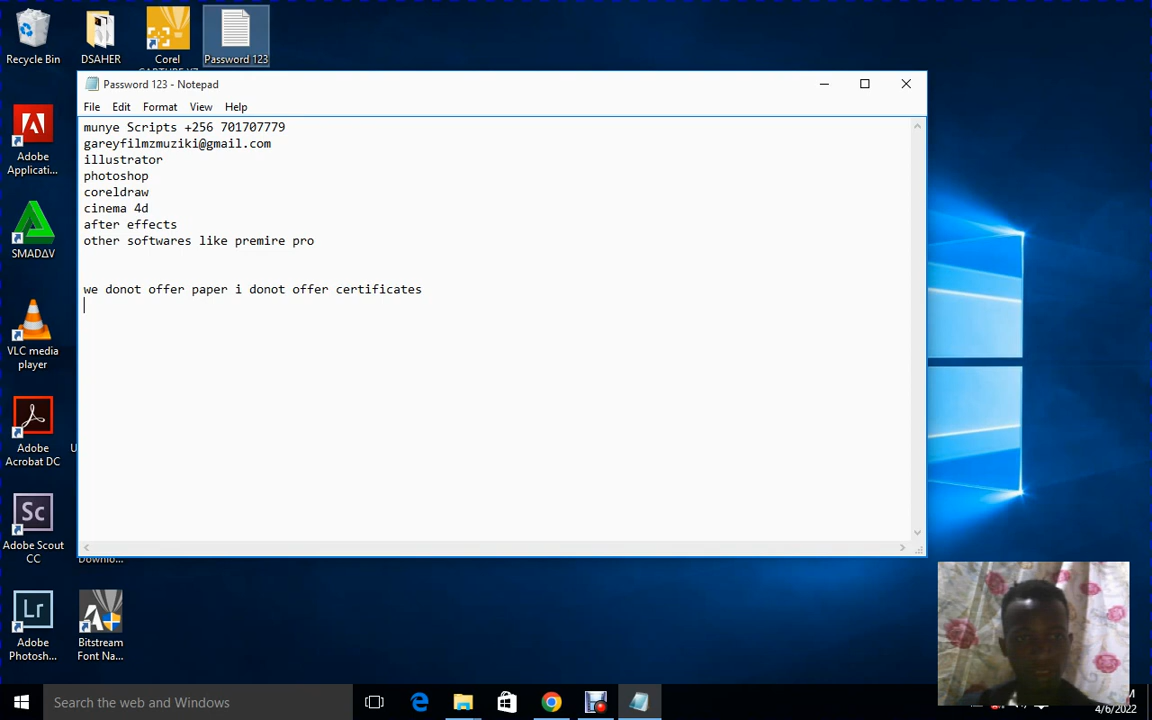 Recycle Bin
DSAHER
Corel
Password 123
Password 123 - Notepad
File Edit Format View Help
munye Scripts +256 701707779
gareyfilmzmuziki@gmail.com
illustrator
photoshop
coreldraw
cinema 4d
after effects
other softwares like premire pro
we donot offer paper i donot offer certificates
Adobe
Applicati...
SMADΔV
VLC media
player
Adobe
Acrobat DC
Sc
Adobe Scout
CC
Downlo...
Lr
Adobe
Photosh...
Bitstream
Font Na...
Search the web and Windows
4/6/2022